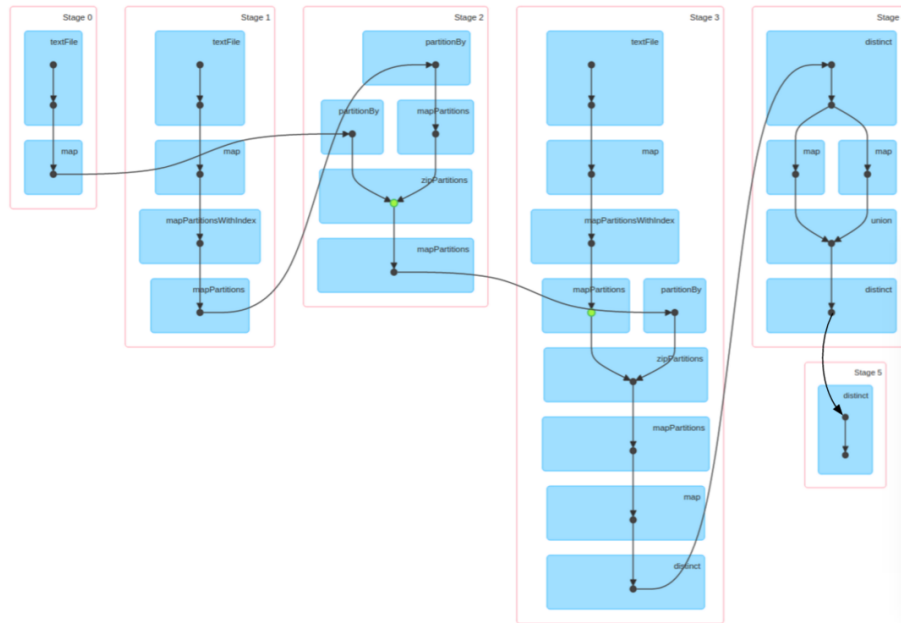 Stage 0
textFile
map
Stage 1
textFile
map
mapPartitionsWithIndex
mapPartitions
Stage 2
partitionBy
partitionBy
mapPartitions
zipPartitions
mapPartitions
Stage 3
textFile
map
mapPartitionsWithIndex
mapPartitions
partitionBy
zipPartitions
mapPartitions
map
distinct
Stage
distinct
map
map
union
distinct
Stage 5
distinct